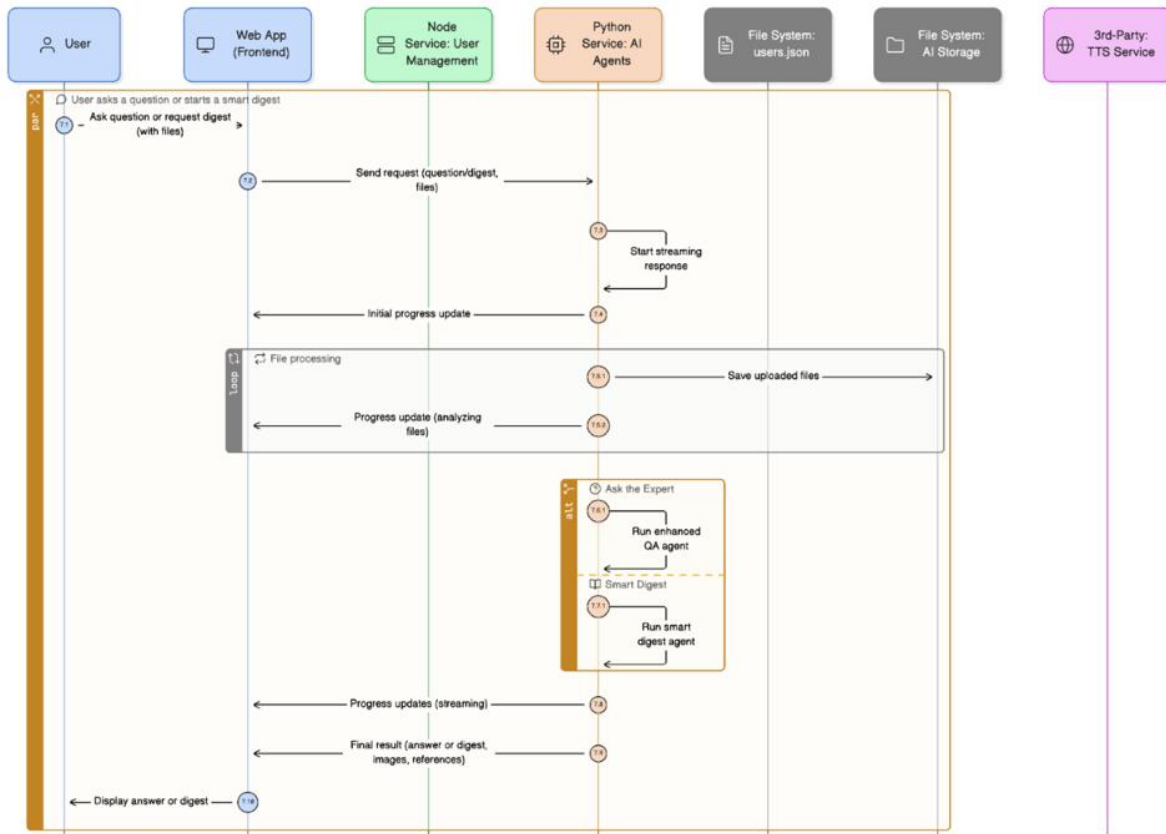 User
Web App
(Frontend)
Node
Service: User
Management
Python
Service: AI
Agents
File System:
users.json
File System:
AI Storage
3rd-Party:
TTS Service
par
User asks a question or starts a smart digest
7.1
Ask question or request digest
(with files)
7.2
Send request (question/digest,
files)
7.3
Start streaming
response
Initial progress update
7.4
loop
File processing
7.5.1
Save uploaded files
Progress update (analyzing
files)
7.5.2
alt
Ask the Expert
7.6.1
Run enhanced
QA agent
Smart Digest
7.7.1
Run smart
digest agent
Progress updates (streaming)
7.8
Final result (answer or digest,
images, references)
7.9
Display answer or digest
7.10